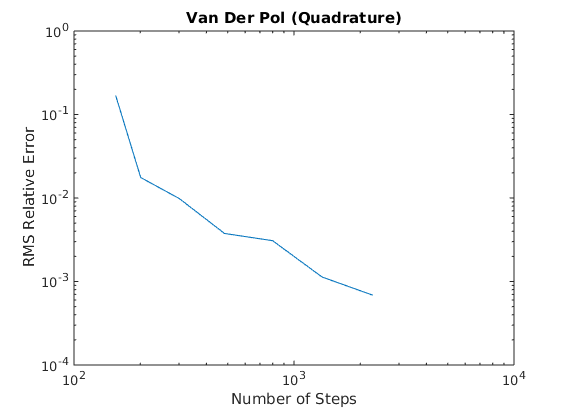 Van Der Pol (Quadrature)
RMS Relative Error
10^0
10^-1
10^-2
10^-3
10^-4
10^2
10^3
10^4
Number of Steps